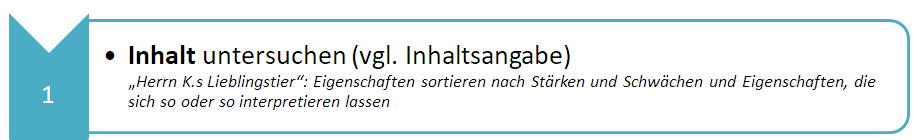 1
• Inhalt untersuchen (vgl. Inhaltsangabe)
„Herrn K.s Lieblingstier“: Eigenschaften sortieren nach Stärken und Schwächen und Eigenschaften, die
sich so oder so interpretieren lassen